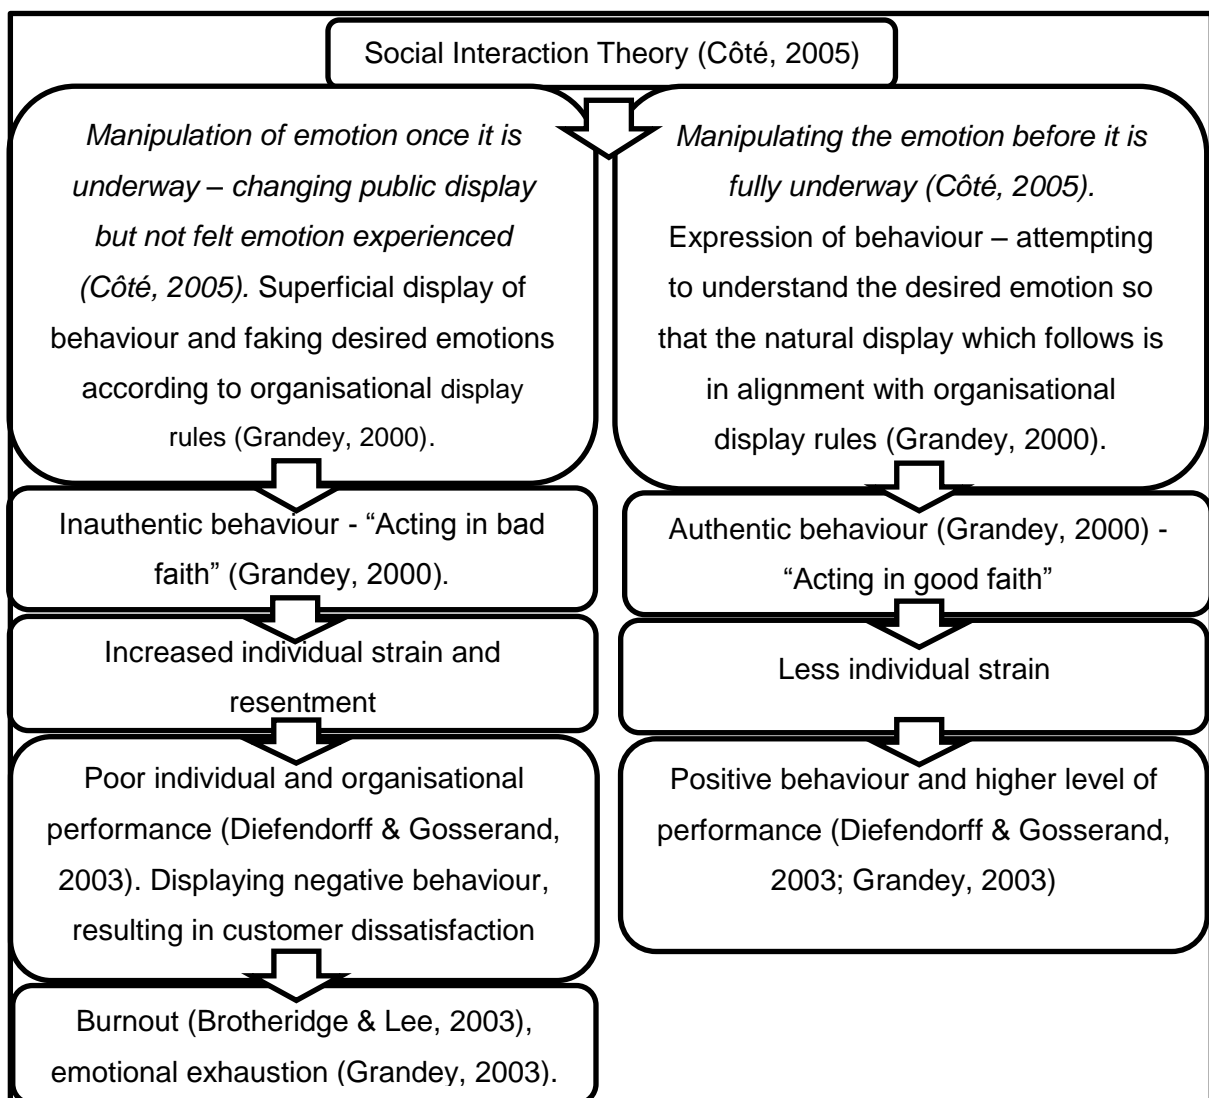 Social Interaction Theory (Côté, 2005)
Manipulation of emotion once it is
underway – changing public display
but not felt emotion experienced
(Côté, 2005). Superficial display of
behaviour and faking desired emotions
according to organisational display
rules (Grandey, 2000).
Manipulating the emotion before it is
fully underway (Côté, 2005).
Expression of behaviour – attempting
to understand the desired emotion so
that the natural display which follows is
in alignment with organisational
display rules (Grandey, 2000).
Inauthentic behaviour - “Acting in bad
faith” (Grandey, 2000).
Authentic behaviour (Grandey, 2000) -
“Acting in good faith”
Increased individual strain and
resentment
Less individual strain
Poor individual and organisational
performance (Diefendorff & Gosserand,
2003). Displaying negative behaviour,
resulting in customer dissatisfaction
Positive behaviour and higher level of
performance (Diefendorff & Gosserand,
2003; Grandey, 2003)
Burnout (Brotheridge & Lee, 2003),
emotional exhaustion (Grandey, 2003).